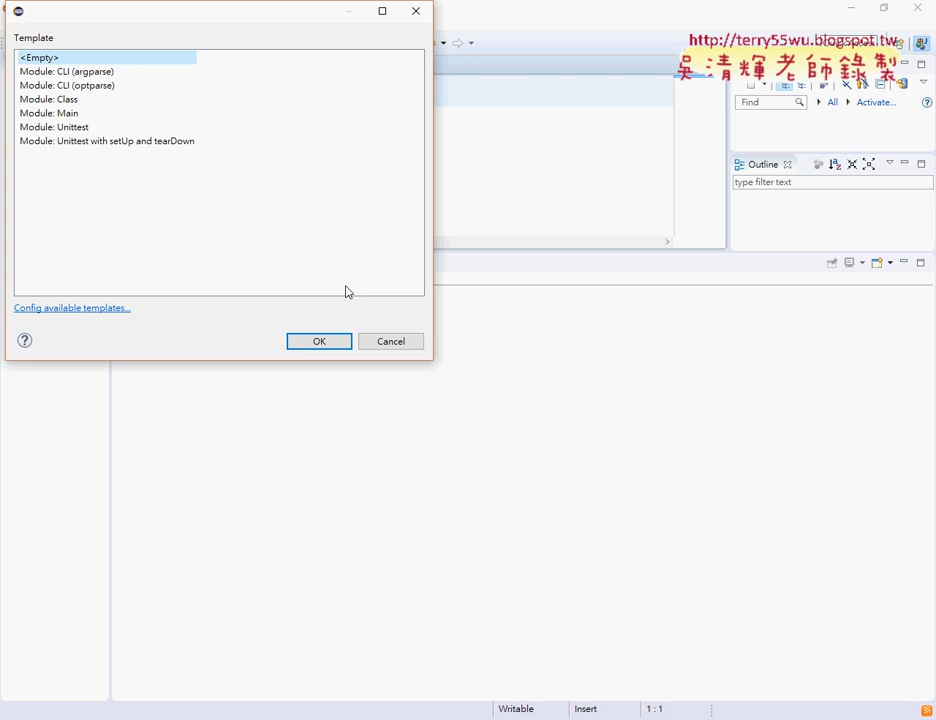 Template
<Empty>
Module: CLI (argparse)
Module: CLI (optparse)
Module: Class
Module: Main
Module: Unittest
Module: Unittest with setUp and tearDown
Config available templates...
OK
Cancel
http://terry55wu.blogspot.tw
吳清輝老師錄製
Find
All
Activate...
Outline
type filter text
Writable
Insert
1 : 1